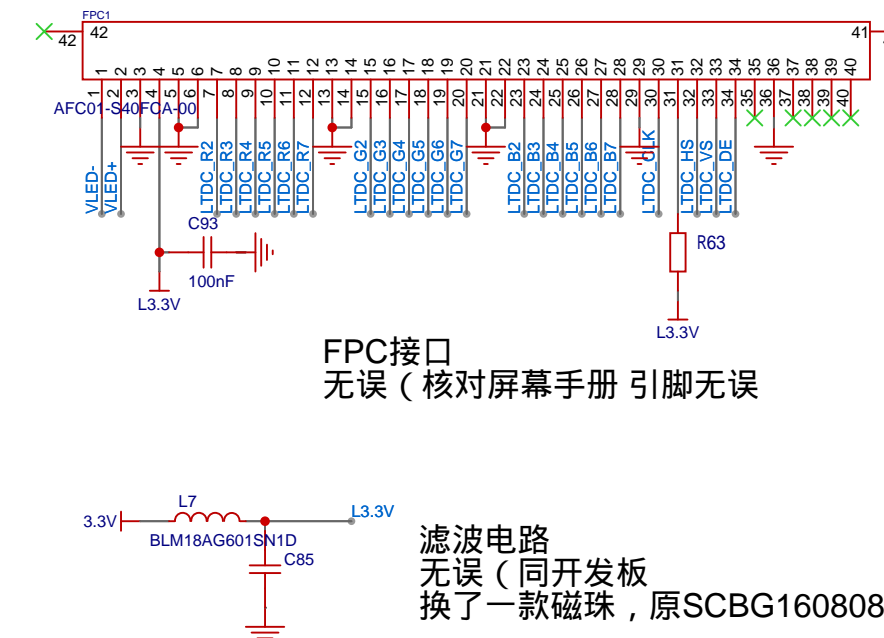 FPC1
42
42
41
1 2 3 4 5 6 7 8 9 10 11 12 13 14 15 16 17 18 19 20 21 22 23 24 25 26 27 28 29 30 31 32 33 34 35 36 37 38 39 40
1 2 3 4 5 6 7 8 9 10 11 12 13 14 15 16 17 18 19 20 21 22 23 24 25 26 27 28 29 30 31 32 33 34 35 36 37 38 39 40
AFC01-S40FCA-00
VLED-
VLED+
LTDC_R2
LTDC_R3
LTDC_R4
LTDC_R5
LTDC_R6
LTDC_R7
LTDC_G2
LTDC_G3
LTDC_G4
LTDC_G5
LTDC_G6
LTDC_G7
LTDC_B2
LTDC_B3
LTDC_B4
LTDC_B5
LTDC_B6
LTDC_B7
LTDC_CLK
LTDC_HS
LTDC_VS
LTDC_DE
C93
100nF
L3.3V
R63
L3.3V
FPC接口
无误（核对屏幕手册 引脚无误
3.3V
L7
BLM18AG601SN1D
L3.3V
C85
滤波电路
无误（同开发板
换了一款磁珠，原SCBG160808